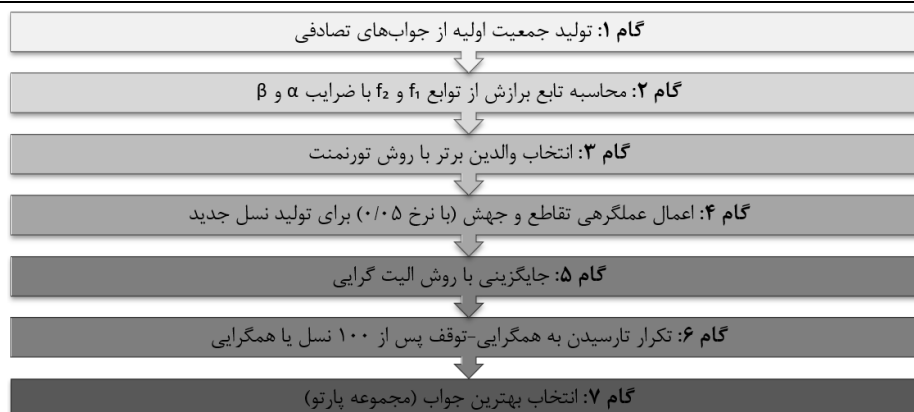 گام ۱: تولید جمعیت اولیه از جواب‌های تصادفی
گام ۲: محاسبه تابع برازش از توابع f₁ و f₂ با ضرایب α و β
گام ۳: انتخاب والدین برتر با روش تورنمنت
گام ۴: اعمال عملگرهی تقاطع و جهش (با نرخ ۰/۰۵) برای تولید نسل جدید
گام ۵: جایگزینی با روش الیت گرایی
گام ۶: تکرار تارسیدن به همگرایی-توقف پس از ۱۰۰ نسل یا همگرایی
گام ۷: انتخاب بهترین جواب (مجموعه پارتو)